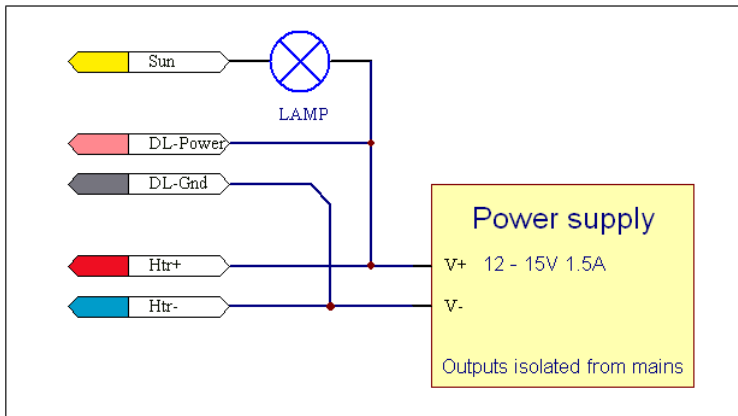 Sun
LAMP
DL-Power
DL-Gnd
Power supply
Htr+
V+ 12 - 15V 1.5A
Htr-
V-
Outputs isolated from mains